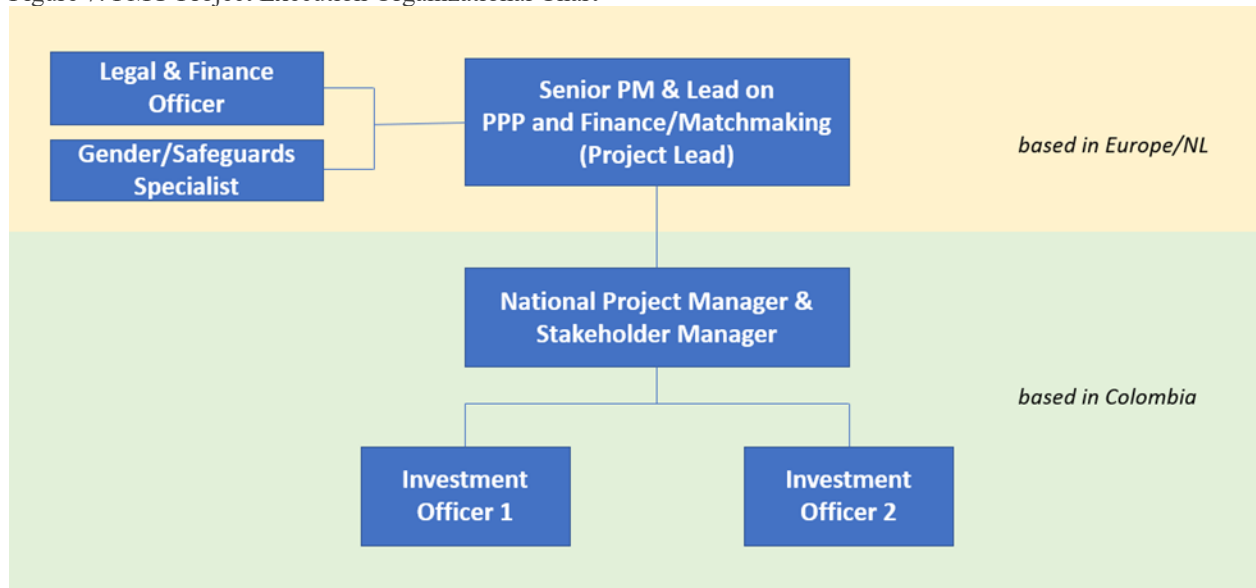 Legal & Finance
Officer
Gender/Safeguards
Specialist
Senior PM & Lead on
PPP and Finance/Matchmaking
(Project Lead)
based in Europe/NL
National Project Manager &
Stakeholder Manager
based in Colombia
Investment
Officer 1
Investment
Officer 2